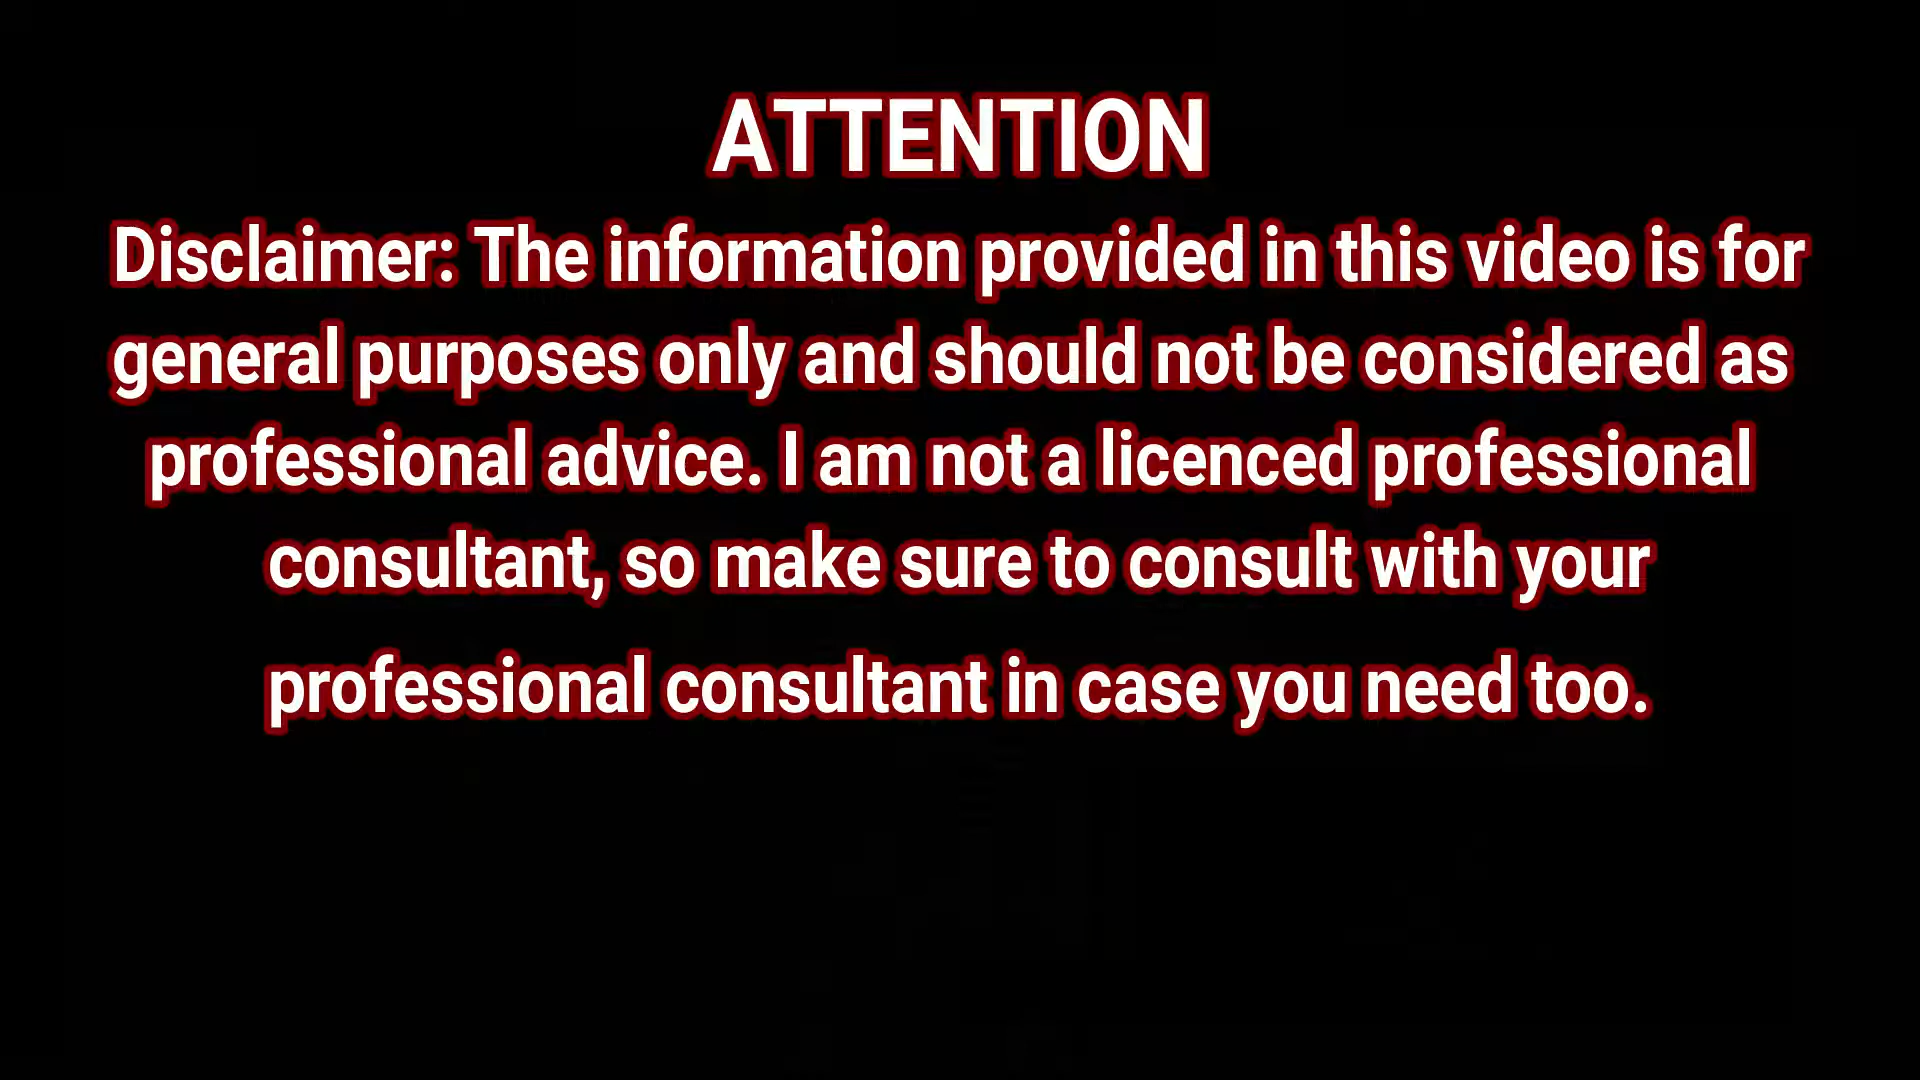 ATTENTION
Disclaimer: The information provided in this video is for
general purposes only and should not be considered as
professional advice. I am not a licenced professional
consultant, so make sure to consult with your
professional consultant in case you need too.